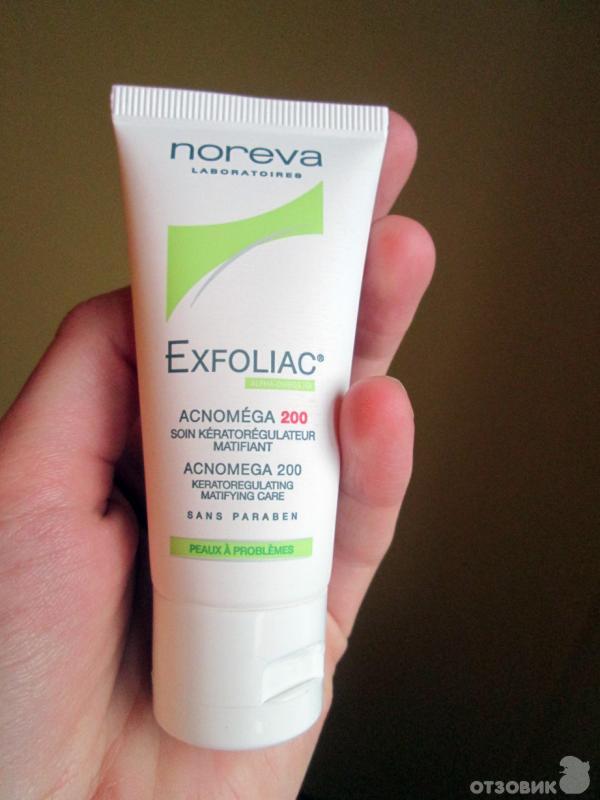 noreva
LABORATOIRES
EXFOLIAC®
ACNOMÉGA 200
SOIN KÉRATORÉGULATEUR
MATIFIANT
ACNOMEGA 200
KERATOREGULATING
MATIFYING CARE
SANS PARABEN
PEAUX À PROBLÈMES
ОТЗОВИК